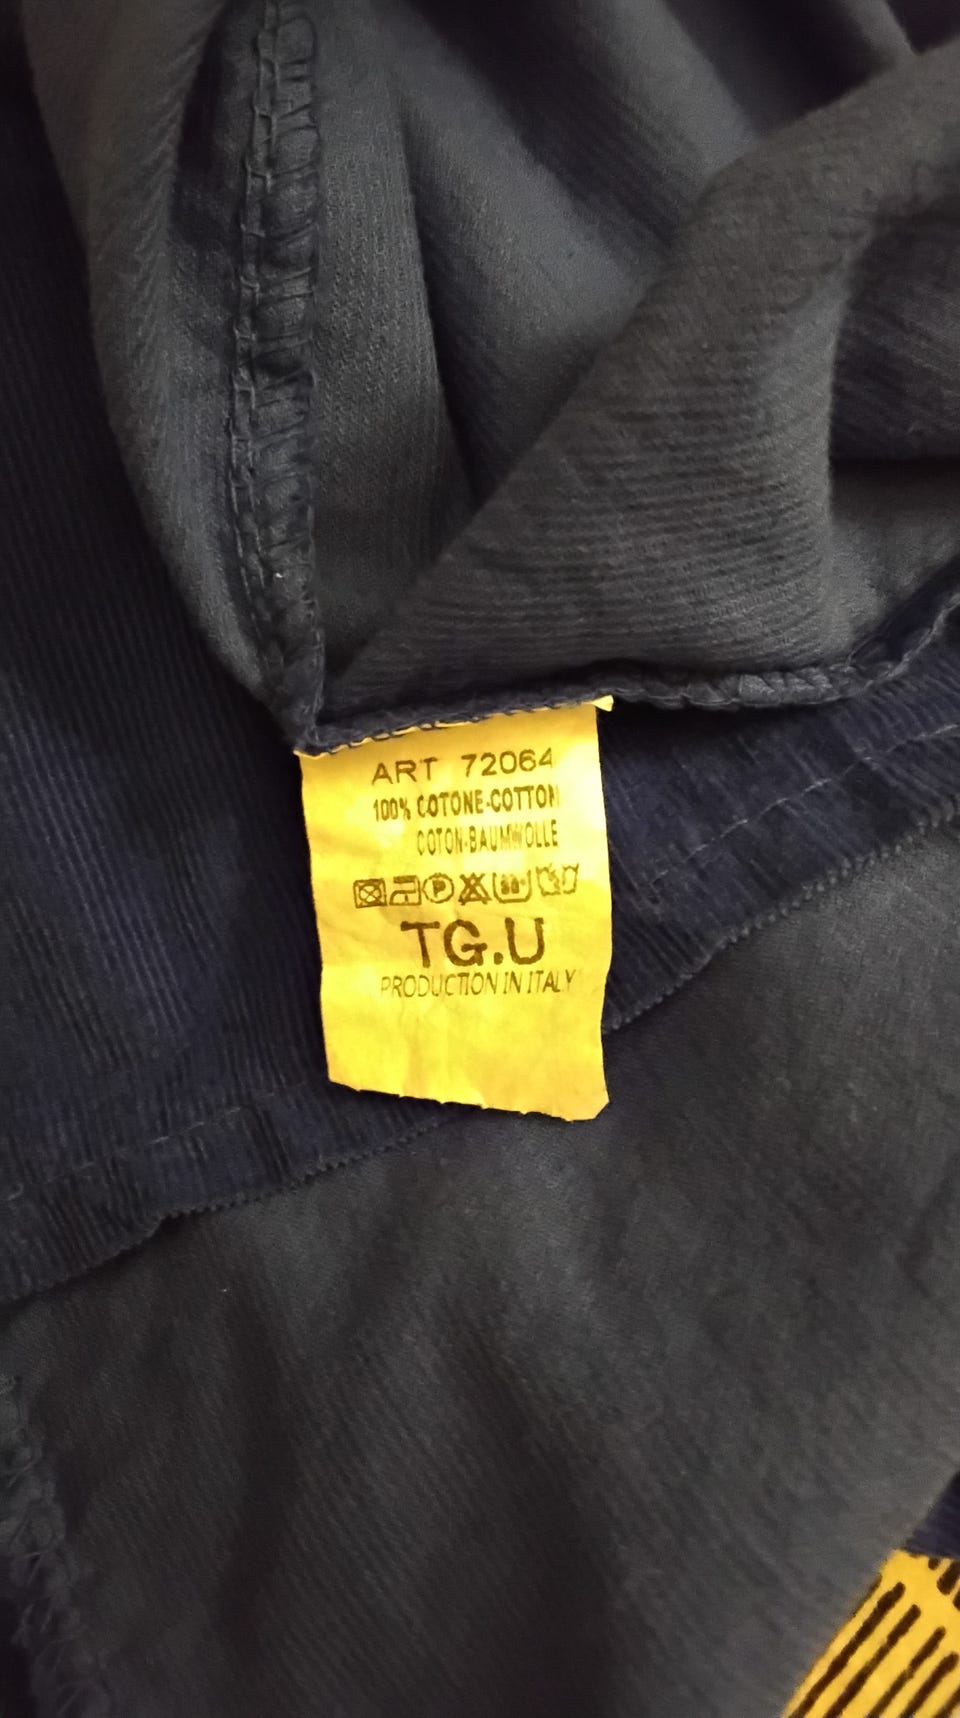 ART 72064
100% COTONE-COTTON
COTON-BAUMWOLLE
TG.U
PRODUCTION IN ITALY